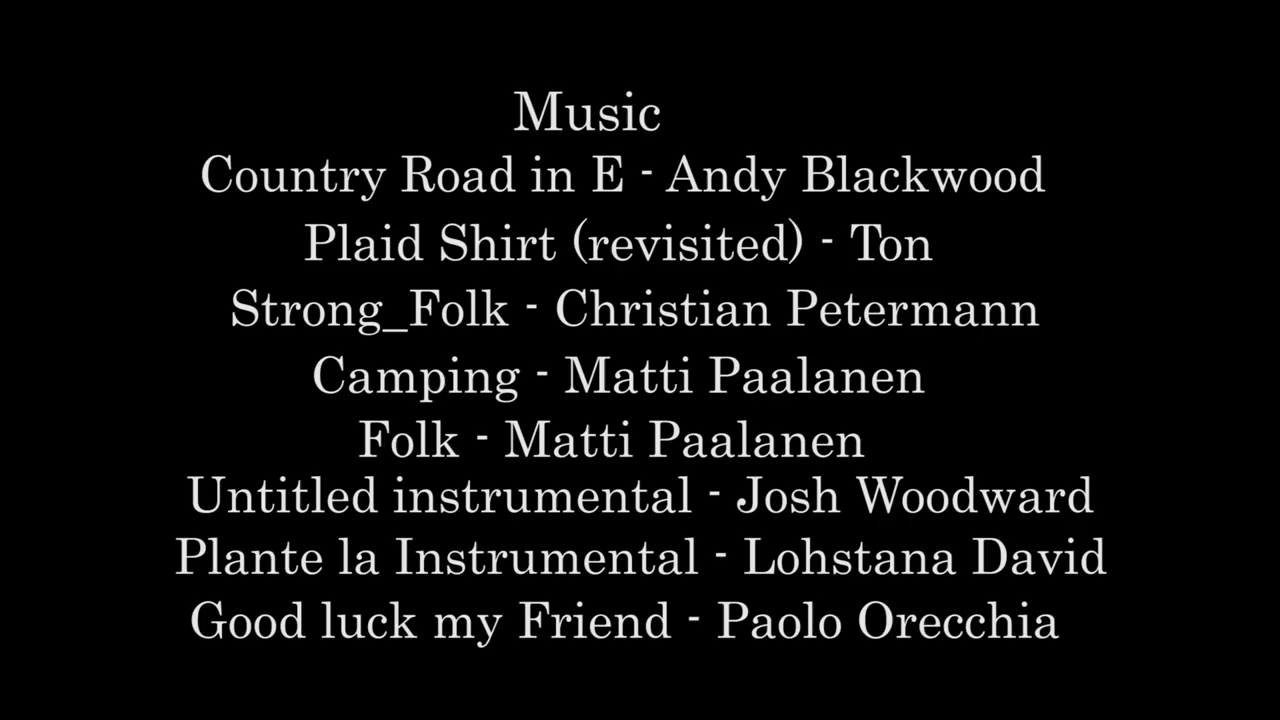 Music
Country Road in E - Andy Blackwood
Plaid Shirt (revisited) - Ton
Strong_Folk - Christian Petermann
Camping - Matti Paalanen
Folk - Matti Paalanen
Untitled instrumental - Josh Woodward
Plante la Instrumental - Lohstana David
Good luck my Friend - Paolo Orecchia